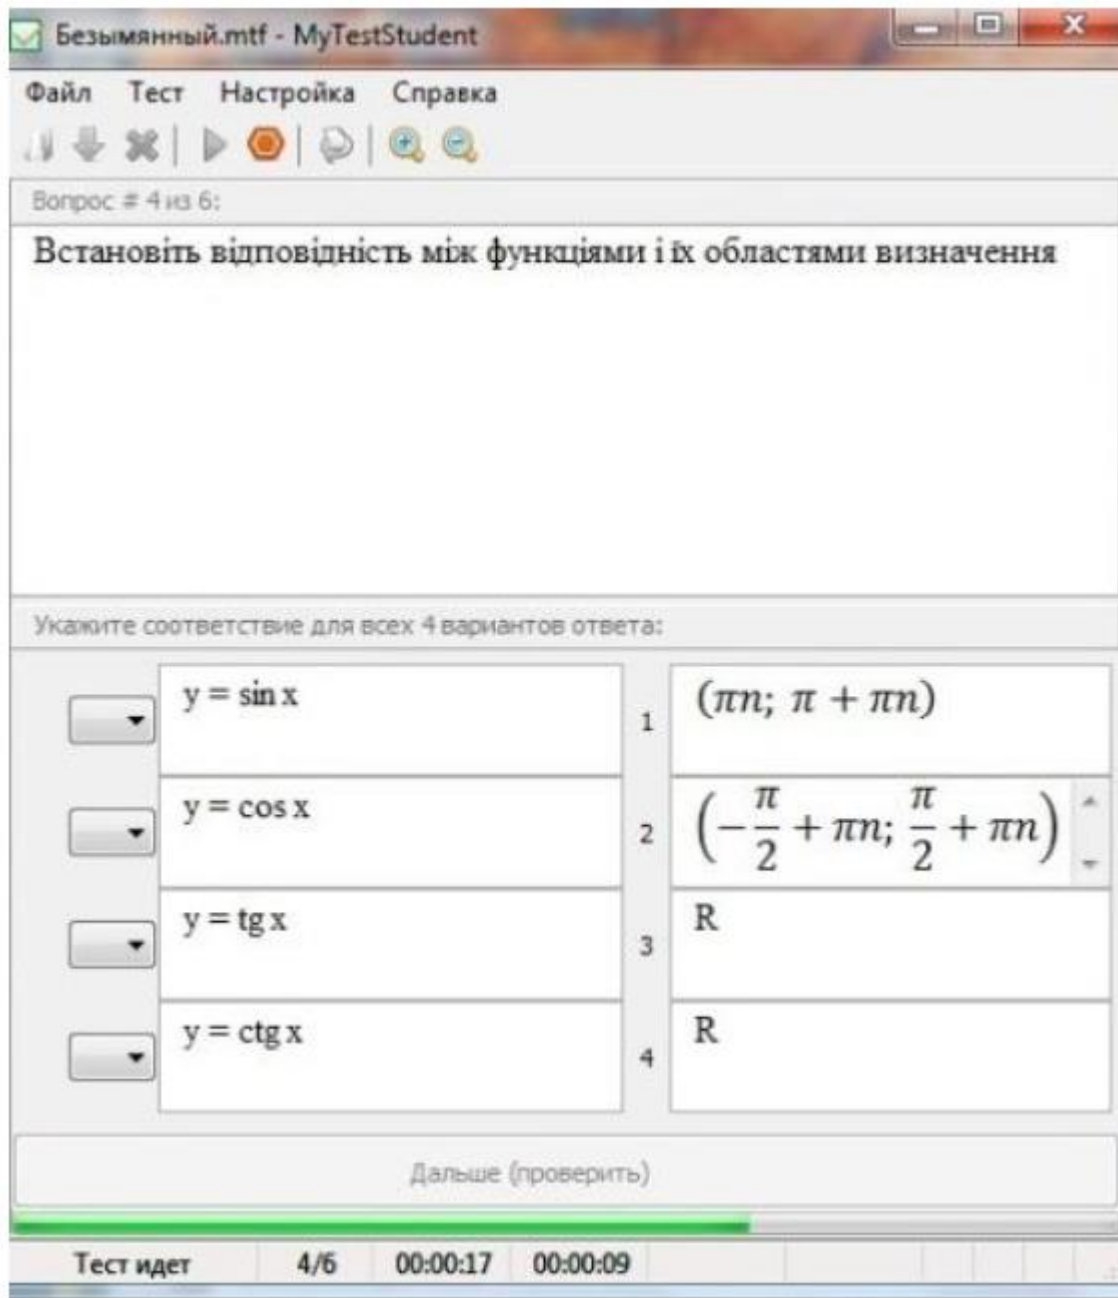 Безымянный.mtf - MyTestStudent
Файл Тест Настройка Справка
Вопрос # 4 из 6:
Встановіть відповідність між функціями і їх областями визначення
Укажите соответствие для всех 4 вариантов ответа:
y = sin x
1
(πn; π + πn)
y = cos x
2
(−π/2 + πn; π/2 + πn)
y = tg x
3
R
y = ctg x
4
R
Дальше (проверить)
Тест идет 4/6 00:00:17 00:00:09